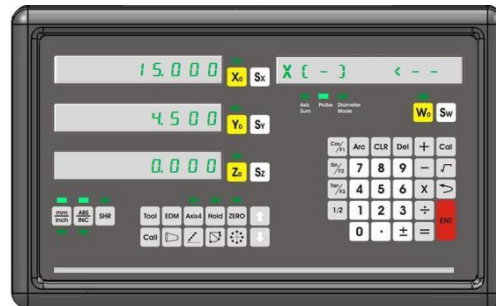 15.000 X₀ Sx
X [ - ] < - -
Axis Sum Probe Diameter Mode
W₀ Sw
4.500 Y₀ Sy
0.000 Z₀ Sz
Cos/F1 Arc CLR Del + Cal
Sin/F2 7 8 9 - √
Tan/F3 4 5 6 X
1/2 1 2 3 ÷ ENT
0 · ± =
mm inch ABS INC SHR
Tool EDM Axis4 Hold ZERO
Call